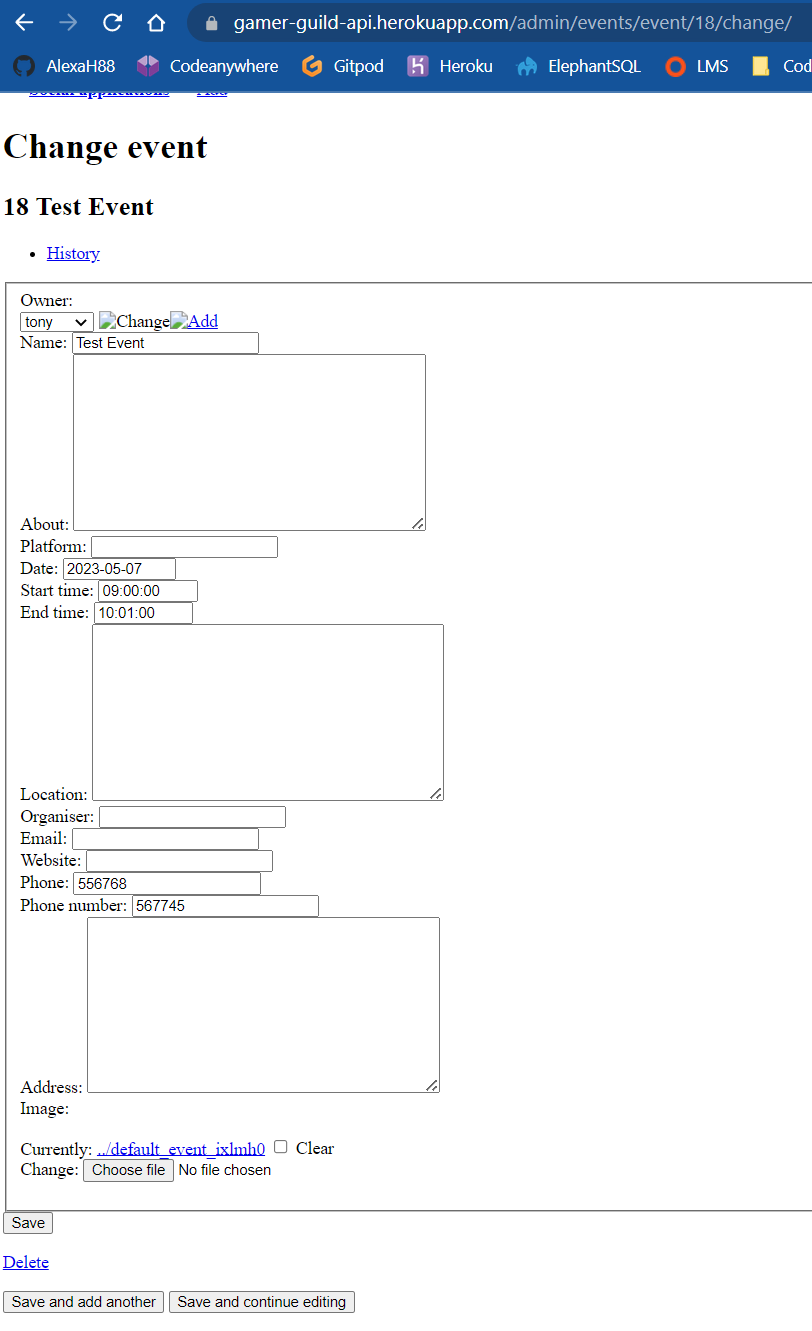 gamer-guild-api.herokuapp.com/admin/events/event/18/change/
AlexaH88 Codeanywhere Gitpod Heroku ElephantSQL LMS Cod
Social applications Add
Change event
18 Test Event
History
Owner:
tony Change Add
Name: Test Event
About:
Platform:
Date: 2023-05-07
Start time: 09:00:00
End time: 10:01:00
Location:
Organiser:
Email:
Website:
Phone: 556768
Phone number: 567745
Address:
Image:
Currently: ../default_event_ixlmh0 Clear
Change: Choose file No file chosen
Save
Delete
Save and add another Save and continue editing